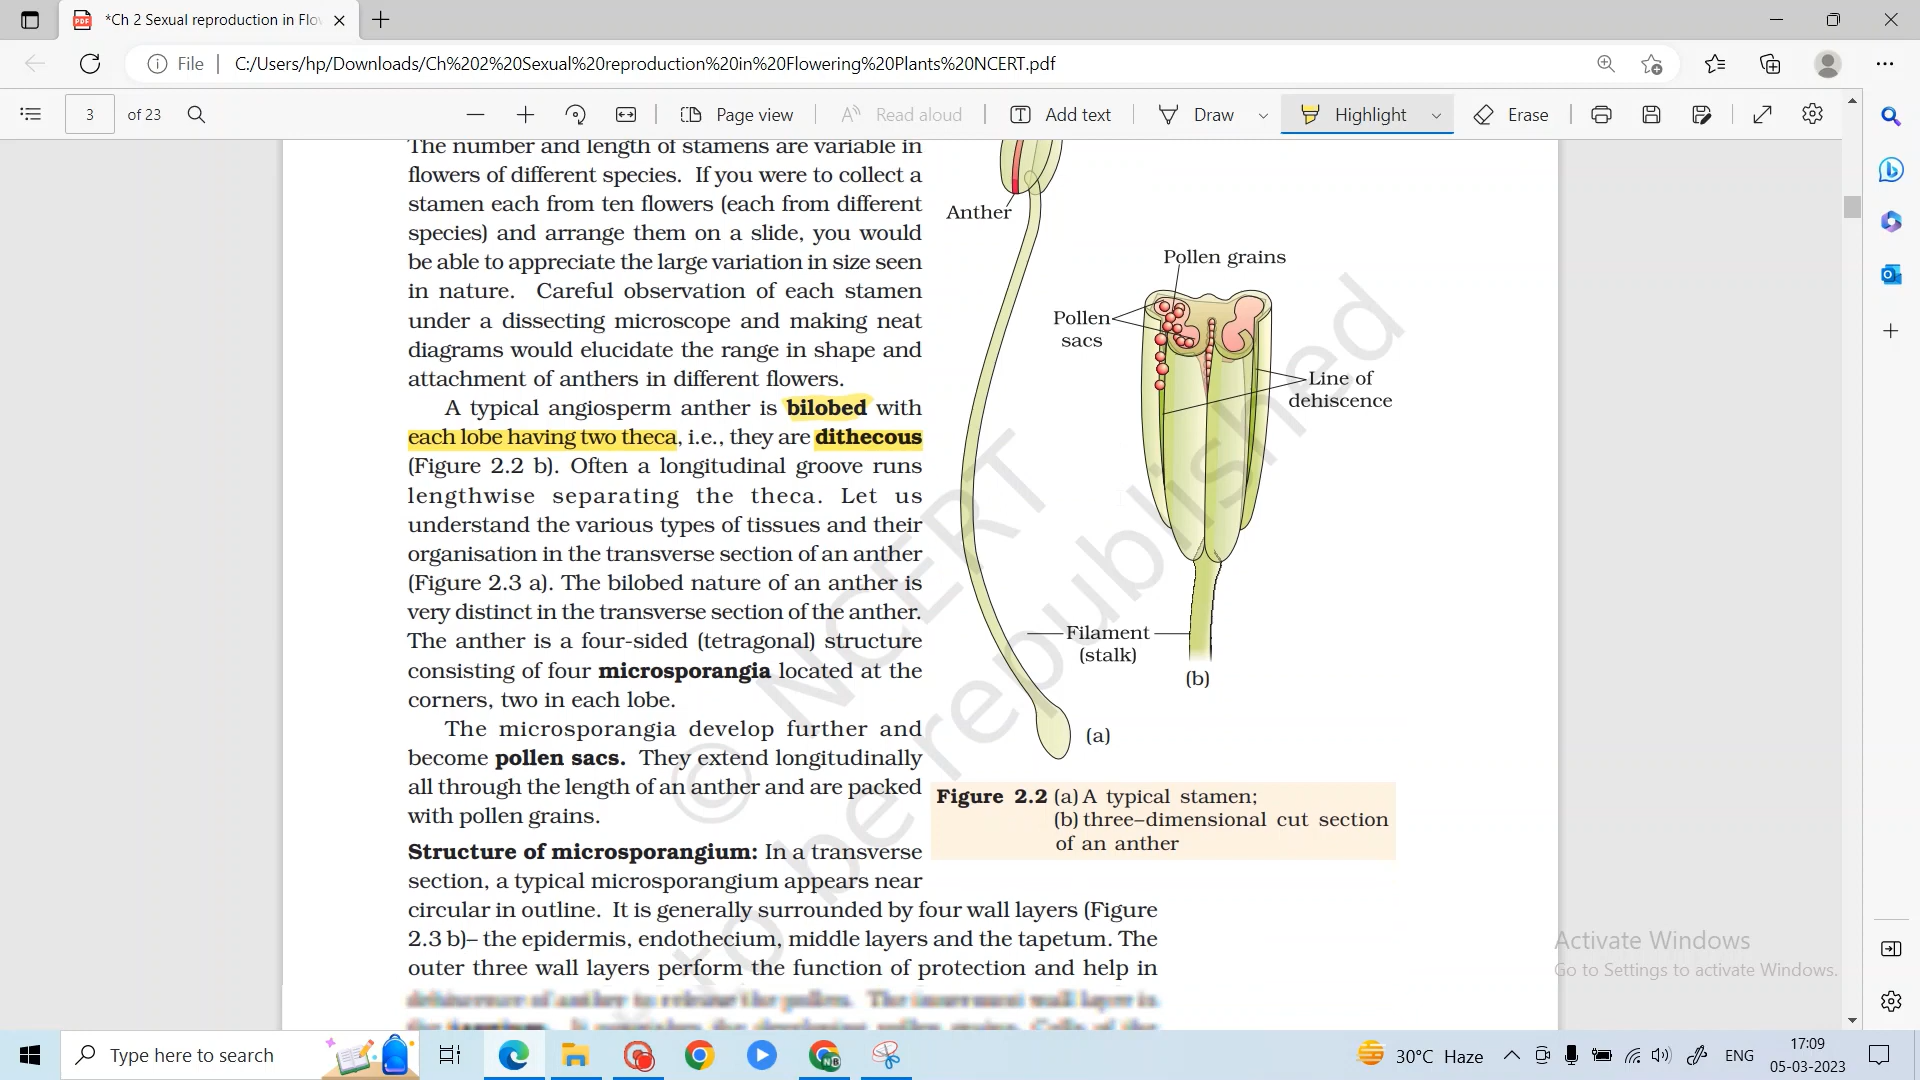 *Ch 2 Sexual reproduction in Flo
File
C:/Users/hp/Downloads/Ch%202%20Sexual%20reproduction%20in%20Flowering%20Plants%20NCERT.pdf
3 of 23
Page view
Read aloud
Add text
Draw
Highlight
Erase
The number and length of stamens are variable in
flowers of different species. If you were to collect a
stamen each from ten flowers (each from different
species) and arrange them on a slide, you would
be able to appreciate the large variation in size seen
in nature. Careful observation of each stamen
under a dissecting microscope and making neat
diagrams would elucidate the range in shape and
attachment of anthers in different flowers.
A typical angiosperm anther is bilobed with
each lobe having two theca, i.e., they are dithecous
(Figure 2.2 b). Often a longitudinal groove runs
lengthwise separating the theca. Let us
understand the various types of tissues and their
organisation in the transverse section of an anther
(Figure 2.3 a). The bilobed nature of an anther is
very distinct in the transverse section of the anther.
The anther is a four-sided (tetragonal) structure
consisting of four microsporangia located at the
corners, two in each lobe.
The microsporangia develop further and
become pollen sacs. They extend longitudinally
all through the length of an anther and are packed
with pollen grains.
Anther
Pollen grains
Pollen
sacs
Line of
dehiscence
Filament
(stalk)
(b)
(a)
Figure 2.2 (a) A typical stamen;
(b) three–dimensional cut section
of an anther
Structure of microsporangium: In a transverse
section, a typical microsporangium appears near
circular in outline. It is generally surrounded by four wall layers (Figure
2.3 b)– the epidermis, endothecium, middle layers and the tapetum. The
outer three wall layers perform the function of protection and help in
dehiscence of anther to release the pollen. The innermost wall layer is
© NCERT
to be republished
Activate Windows
Go to Settings to activate Windows.
Type here to search
30°C Haze
ENG
17:09
05-03-2023